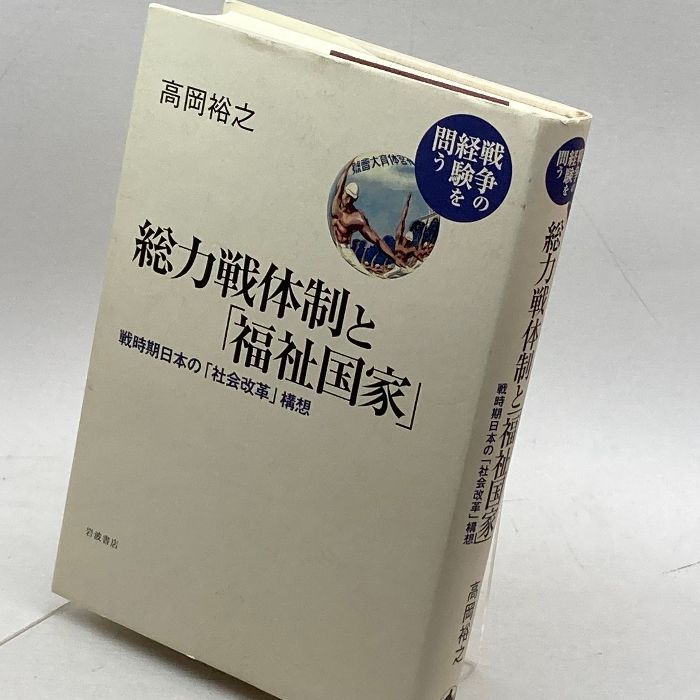 高岡裕之
戦争の
経験を
問う
総力戦体制と
「福祉国家」
戦時期日本の「社会改革」構想
岩波書店
戦争の
経験を
問う
総力戦体制と「福祉国家」
戦時期日本の「社会改革」構想
高岡裕之